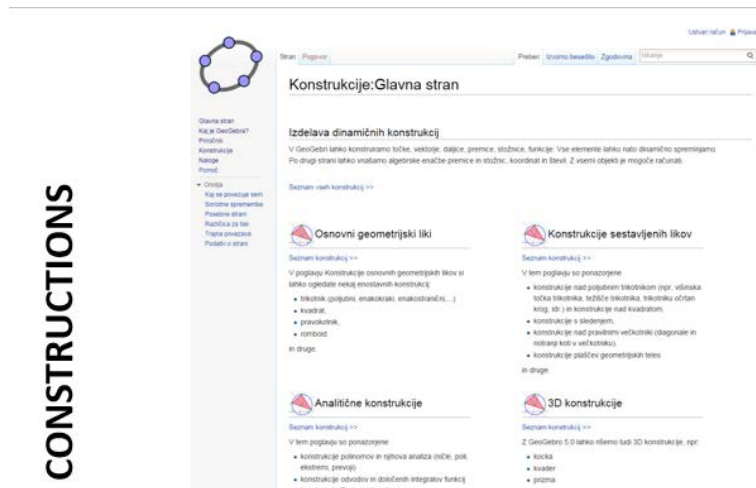 CONSTRUCTIONS
Ustvari račun Prijava
Stran Pogovor
Preberi Izvorno besedilo Zgodovina Iskanje
Konstrukcije:Glavna stran
Glavna stran
Kaj je GeoGebra?
Priročnik
Konstrukcije
Naloge
Pomoč
Orodja
Kaj se povezuje sem
Sorodne spremembe
Posebne strani
Različica za tisk
Trajna povezava
Podatki o strani
Izdelava dinamičnih konstrukcij
V GeoGebri lahko konstruiramo točke, vektorje, daljice, premice, stožnice, funkcije. Vse elemente lahko nato dinamično spreminjamo.
Po drugi strani lahko vnašamo algebrske enačbe premice in stožnic, koordinat in števil. Z vsemi objekti je mogoče računati.
Seznam vseh konstrukcij >>
Osnovni geometrijski liki
Seznam konstrukcij >>
V poglavju Konstrukcije osnovnih geometrijskih likov si
lahko ogledate nekaj enostavnih konstrukcij:
trikotnik (poljubni, enakokraki, enakostranični,...)
kvadrat,
pravokotnik,
romboid
in druge.
Konstrukcije sestavljenih likov
Seznam konstrukcij >>
V tem poglavju so ponazorjene
konstrukcije nad poljubnim trikotnikom (npr. višinska
točka trikotnika, težišče trikotnika, trikotniku očrtan
krog, idr.) in konstrukcije nad kvadratom,
konstrukcije s sledenjem,
konstrukcije nad pravilnimi večkotniki (diagonale in
notranji koti v večkotniku),
konstrukcije plaščev geometrijskih teles
in druge.
Analitične konstrukcije
Seznam konstrukcij >>
V tem poglavju so ponazorjene
konstrukcije polinomov in njihova analiza (ničle, poli,
ekstremi, prevoji)
konstrukcije odvodov in določenih integralov funkcij
3D konstrukcije
Seznam konstrukcij >>
Z GeoGebro 5.0 lahko rišemo tudi 3D konstrukcije, npr:
kocka
kvader
prizma